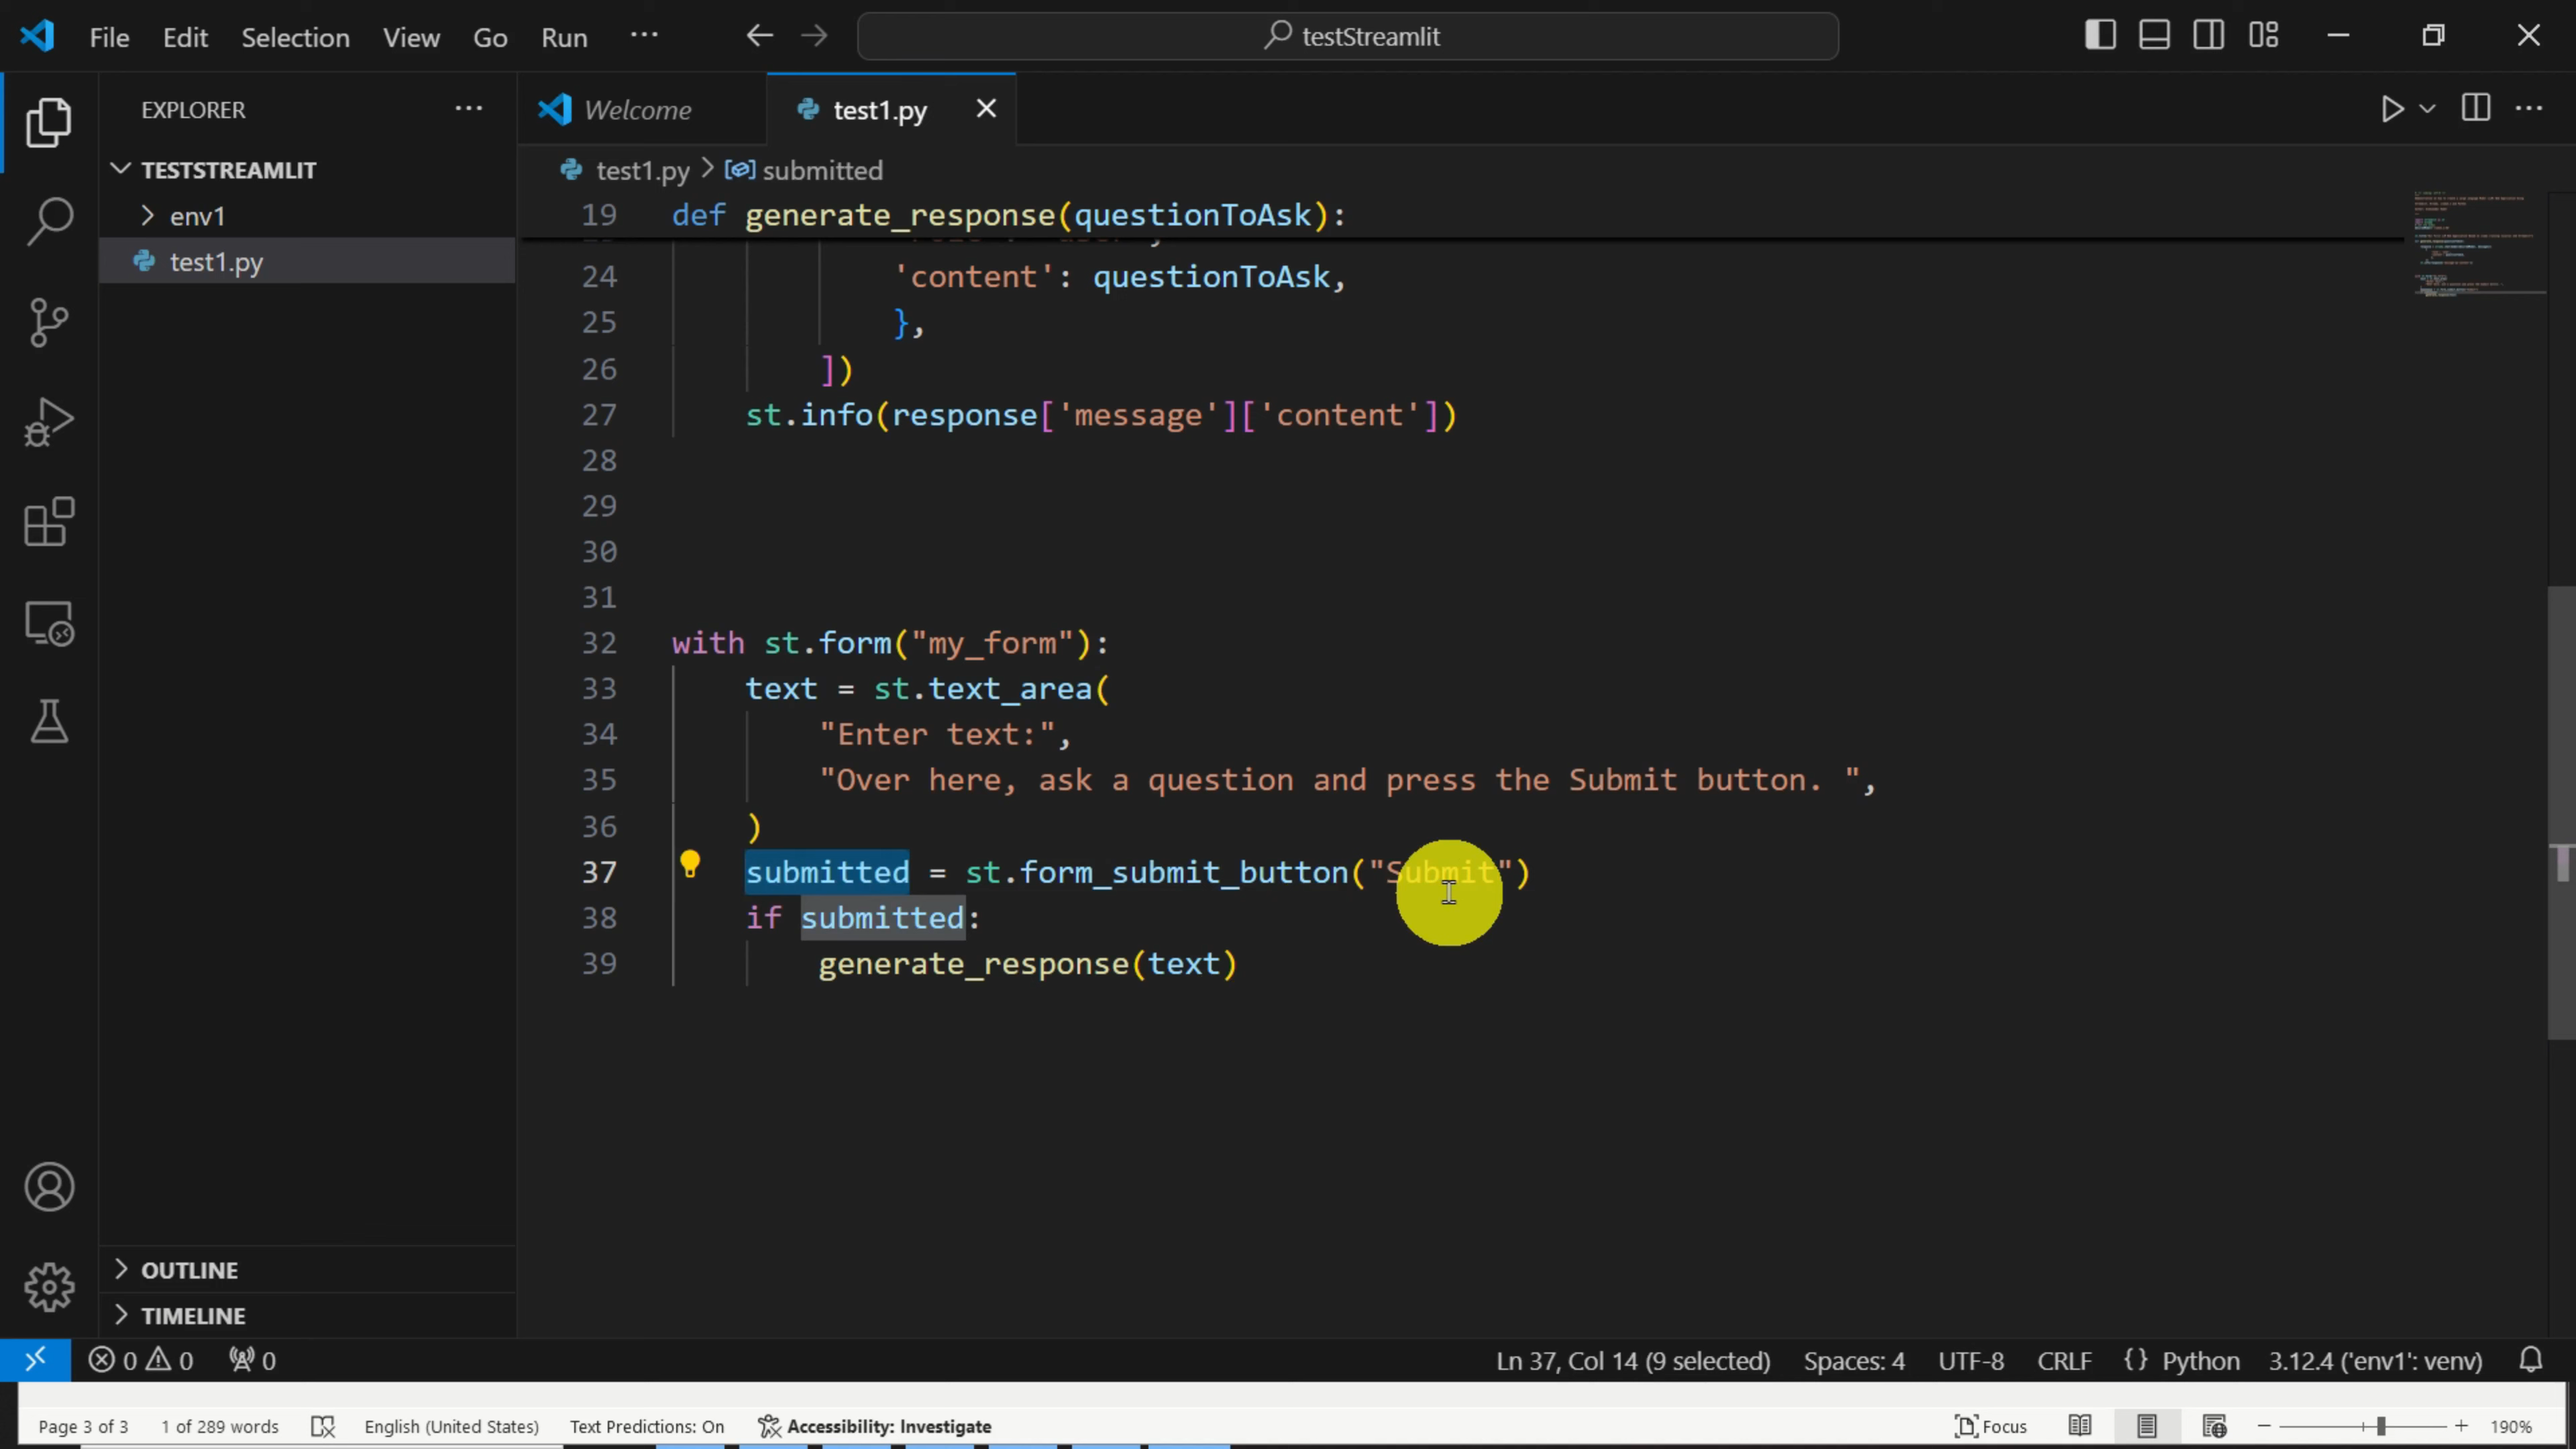 File Edit Selection View Go Run ···
testStreamlit
EXPLORER ···
Welcome
test1.py
TESTSTREAMLIT
env1
test1.py
test1.py > submitted
19 def generate_response(questionToAsk):
24 'content': questionToAsk,
25 },
26 ])
27 st.info(response['message']['content'])
28
29
30
31
32 with st.form("my_form"):
33 text = st.text_area(
34 "Enter text:",
35 "Over here, ask a question and press the Submit button. ",
36 )
37 submitted = st.form_submit_button("Submit")
38 if submitted:
39 generate_response(text)
OUTLINE
TIMELINE
0 0 0 Ln 37, Col 14 (9 selected) Spaces: 4 UTF-8 CRLF {} Python 3.12.4 ('env1': venv)
Page 3 of 3 1 of 289 words English (United States) Text Predictions: On Accessibility: Investigate Focus 190%